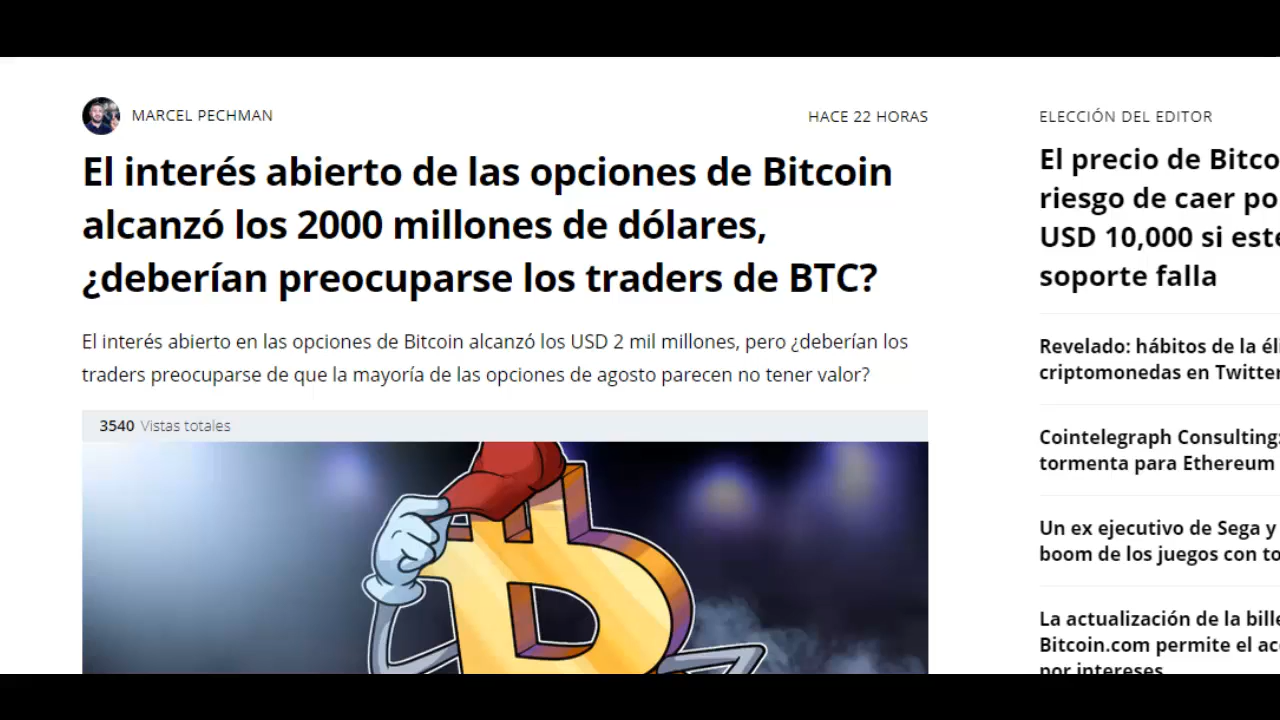 MARCEL PECHMAN
HACE 22 HORAS
El interés abierto de las opciones de Bitcoin
alcanzó los 2000 millones de dólares,
¿deberían preocuparse los traders de BTC?
El interés abierto en las opciones de Bitcoin alcanzó los USD 2 mil millones, pero ¿deberían los
traders preocuparse de que la mayoría de las opciones de agosto parecen no tener valor?
3540 Vistas totales
ELECCIÓN DEL EDITOR
El precio de Bitco
riesgo de caer po
USD 10,000 si este
soporte falla
Revelado: hábitos de la éli
criptomonedas en Twitter
Cointelegraph Consulting:
tormenta para Ethereum
Un ex ejecutivo de Sega y
boom de los juegos con to
La actualización de la bille
Bitcoin.com permite el ac
por intereses